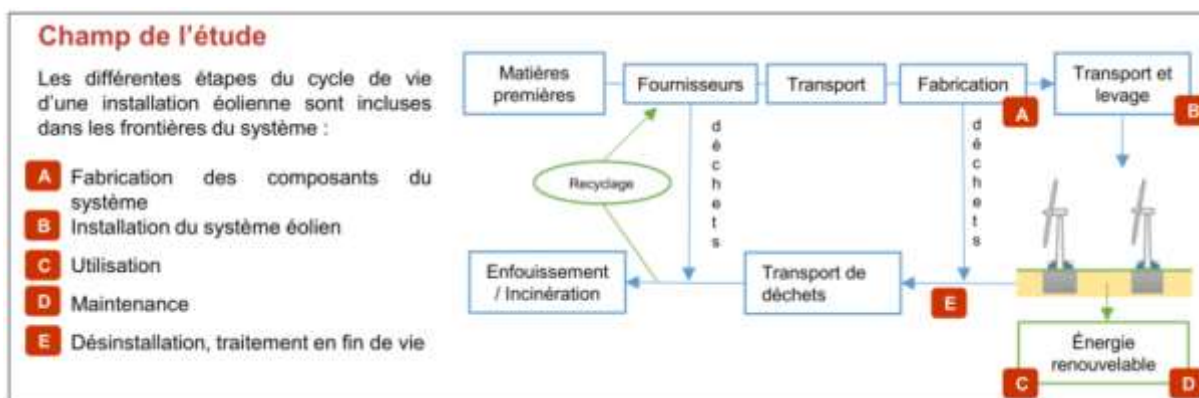 Champ de l'étude
Les différentes étapes du cycle de vie
d'une installation éolienne sont incluses
dans les frontières du système :
A Fabrication des composants du
système
B Installation du système éolien
C Utilisation
D Maintenance
E Désinstallation, traitement en fin de vie
Matières
premières
Fournisseurs
Transport
Fabrication
A
Transport et
levage
B
déchets
déchets
Recyclage
Enfouissement
/ Incinération
Transport de
déchets
E
Énergie
renouvelable
C
D